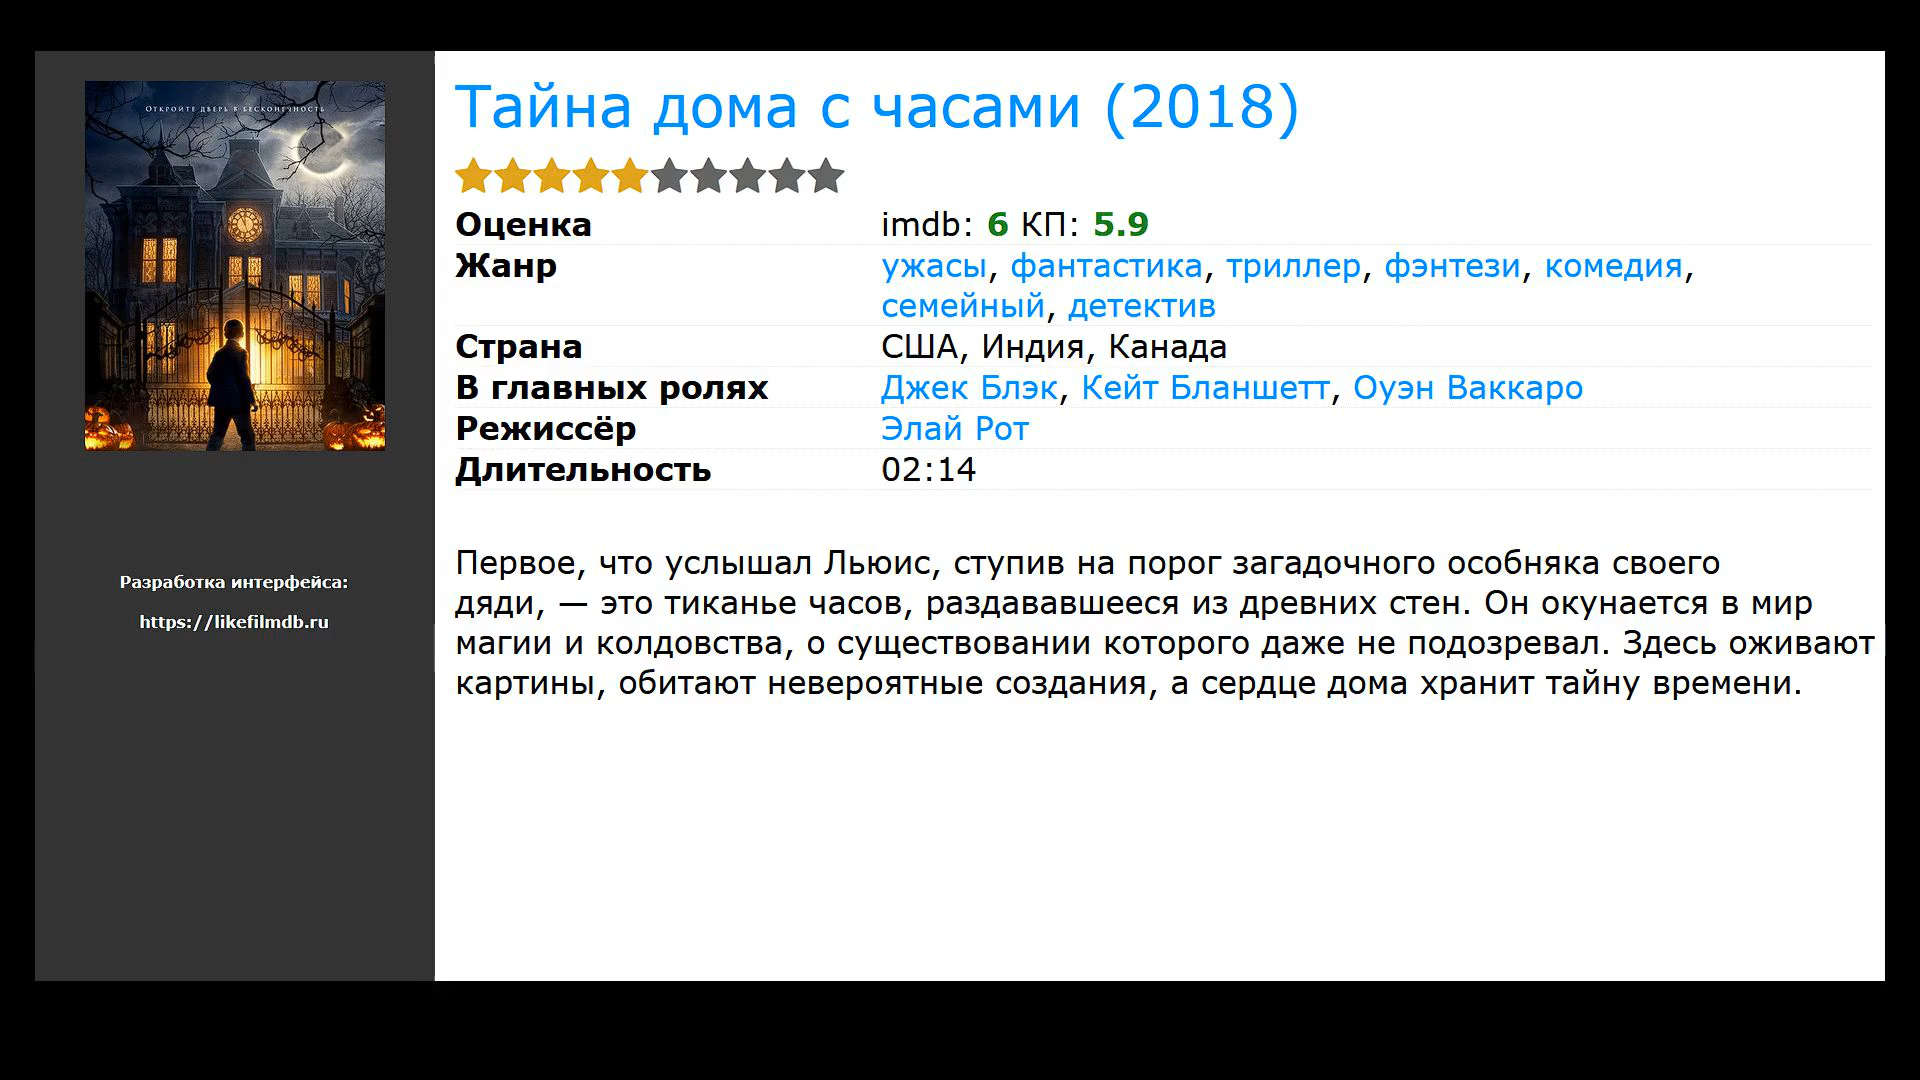 Откройте дверь в бесконечность
Разработка интерфейса:
https://likefilmdb.ru
Тайна дома с часами (2018)
Оценка imdb: 6 КП: 5.9
Жанр ужасы, фантастика, триллер, фэнтези, комедия,
семейный, детектив
Страна США, Индия, Канада
В главных ролях Джек Блэк, Кейт Бланшетт, Оуэн Ваккаро
Режиссёр Элай Рот
Длительность 02:14
Первое, что услышал Льюис, ступив на порог загадочного особняка своего
дяди, — это тиканье часов, раздававшееся из древних стен. Он окунается в мир
магии и колдовства, о существовании которого даже не подозревал. Здесь оживают
картины, обитают невероятные создания, а сердце дома хранит тайну времени.